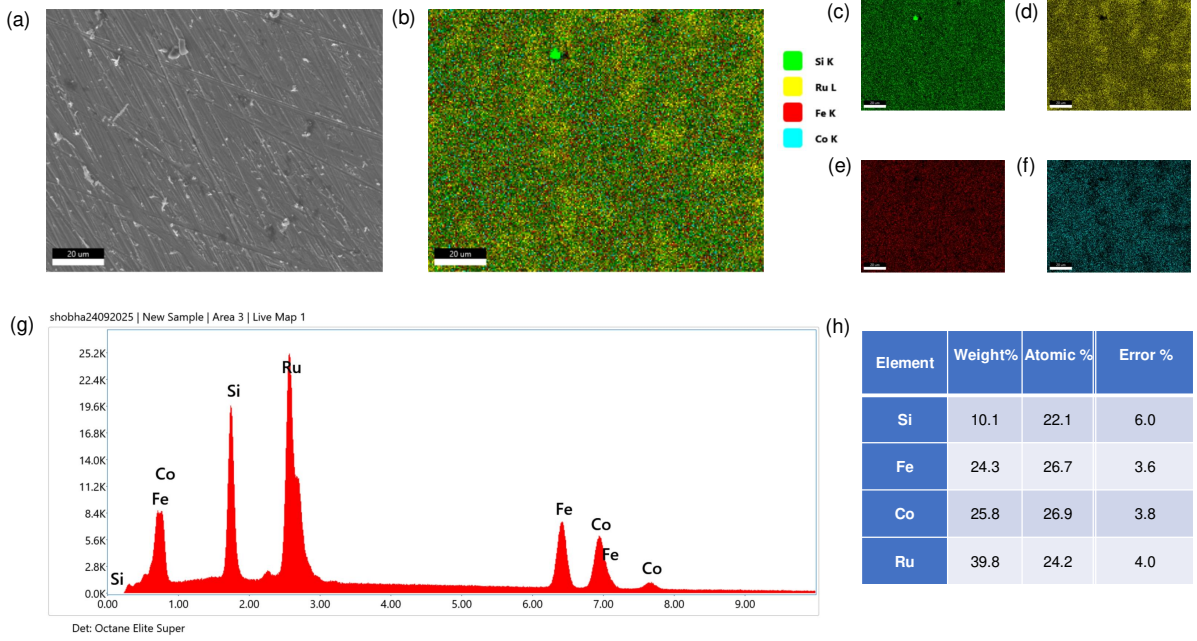 (a)
20 um
(b)
20 um
Si K
Ru L
Fe K
Co K
(c)
(d)
(e)
(f)
(g)
shobha24092025 | New Sample | Area 3 | Live Map 1
25.2K
22.4K
19.6K
16.8K
14.0K
11.2K
8.4K
5.6K
2.8K
0.0K
0.00 1.00 2.00 3.00 4.00 5.00 6.00 7.00 8.00 9.00
Si
Co
Fe
Si
Ru
Fe
Co
Fe
Co
Det: Octane Elite Super
(h)
Element Weight% Atomic % Error %
Si 10.1 22.1 6.0
Fe 24.3 26.7 3.6
Co 25.8 26.9 3.8
Ru 39.8 24.2 4.0